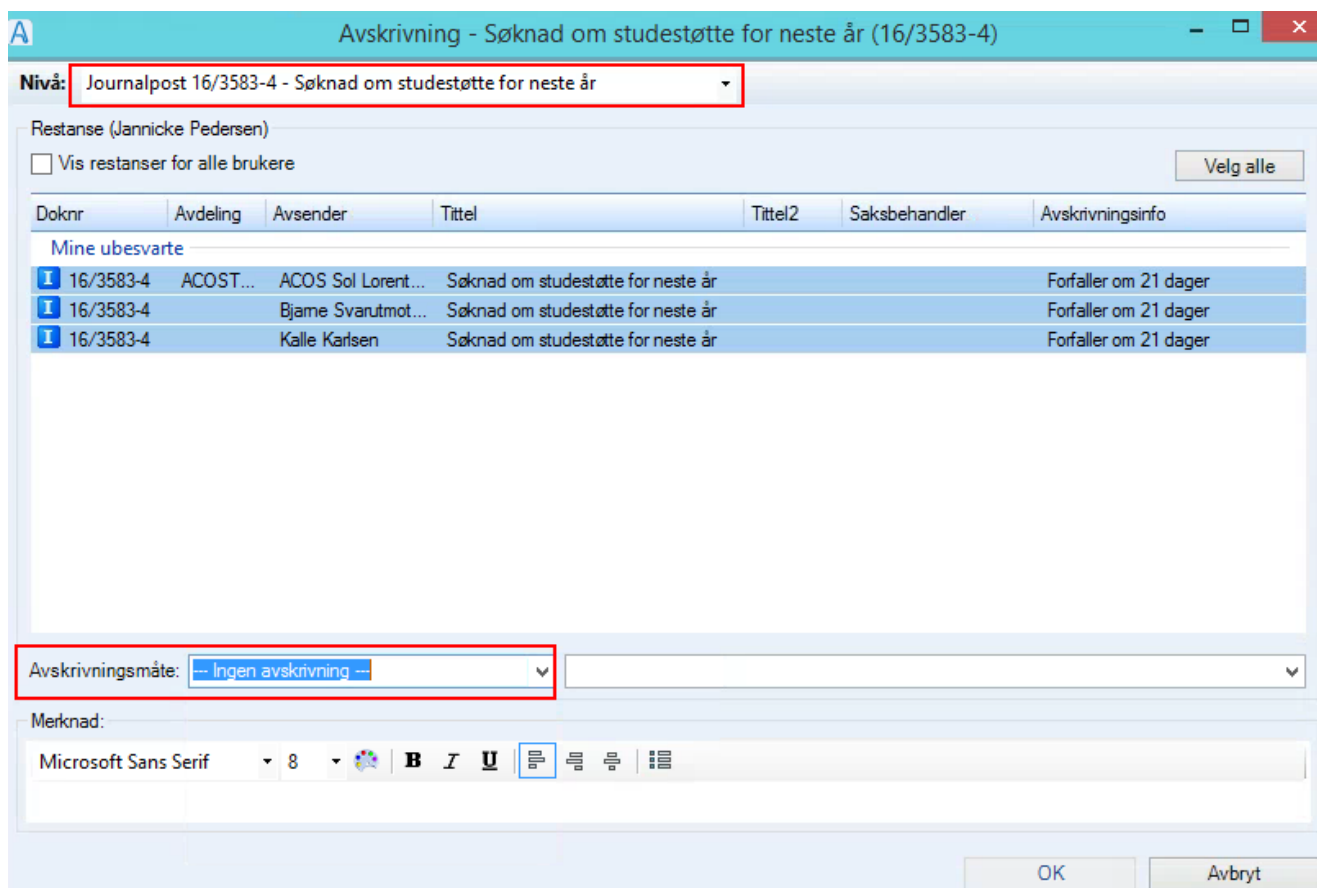 Avskrivning - Søknad om studestøtte for neste år (16/3583-4)
Nivå: Journalpost 16/3583-4 - Søknad om studestøtte for neste år
Restanse (Jannicke Pedersen)
Vis restanser for alle brukere Velg alle
Doknr Avdeling Avsender Tittel Tittel2 Saksbehandler Avskrivningsinfo
Mine ubesvarte
I 16/3583-4 ACOST... ACOS Sol Lorent... Søknad om studestøtte for neste år Forfaller om 21 dager
I 16/3583-4 Bjarne Svarutmot... Søknad om studestøtte for neste år Forfaller om 21 dager
I 16/3583-4 Kalle Karlsen Søknad om studestøtte for neste år Forfaller om 21 dager
Avskrivningsmåte: --- Ingen avskrivning ---
Merknad:
Microsoft Sans Serif 8 B I U
OK Avbryt